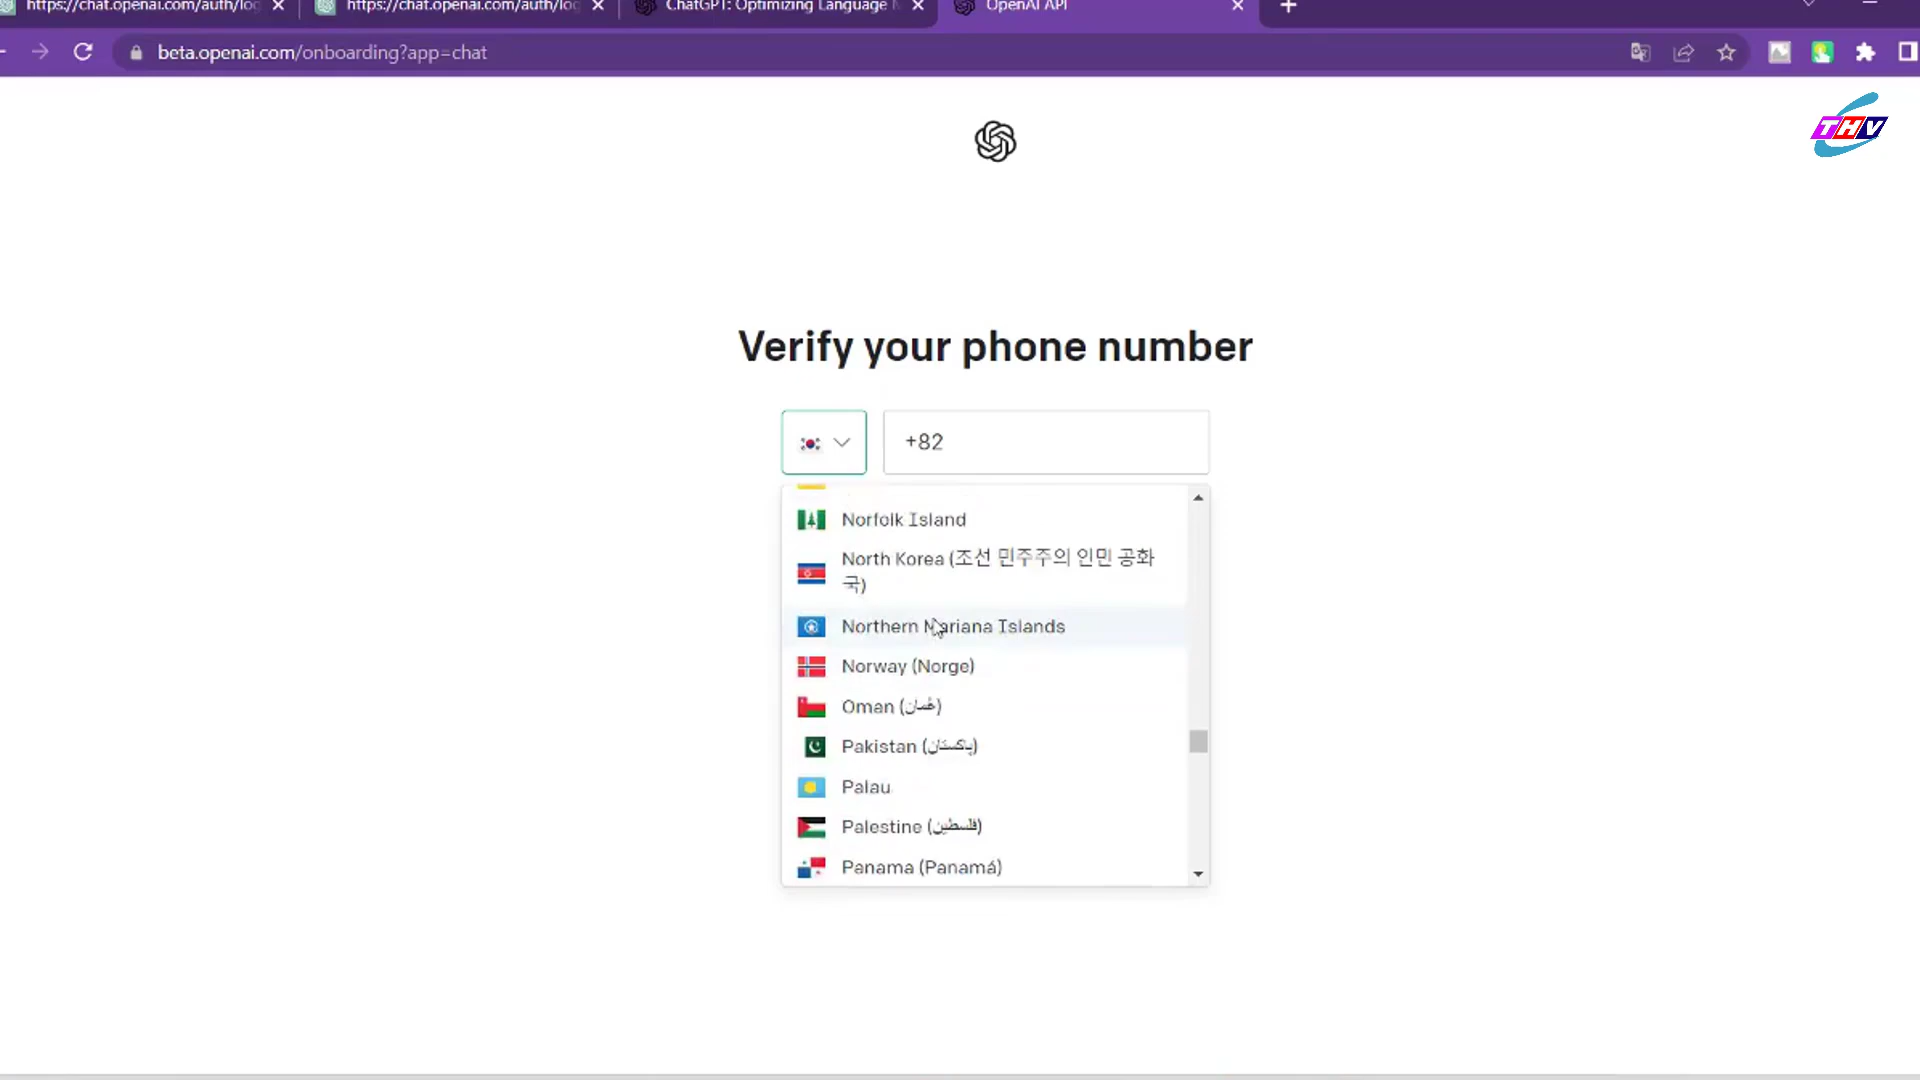 https://chat.openai.com/auth/log
https://chat.openai.com/auth/log
ChatGPT: Optimizing Language
OpenAI API
beta.openai.com/onboarding?app=chat
THV
Verify your phone number
+82
Norfolk Island
North Korea (조선 민주주의 인민 공화
국)
Northern Mariana Islands
Norway (Norge)
Oman (عُمان)
Pakistan (پاکستان)
Palau
Palestine (فلسطين)
Panama (Panamá)